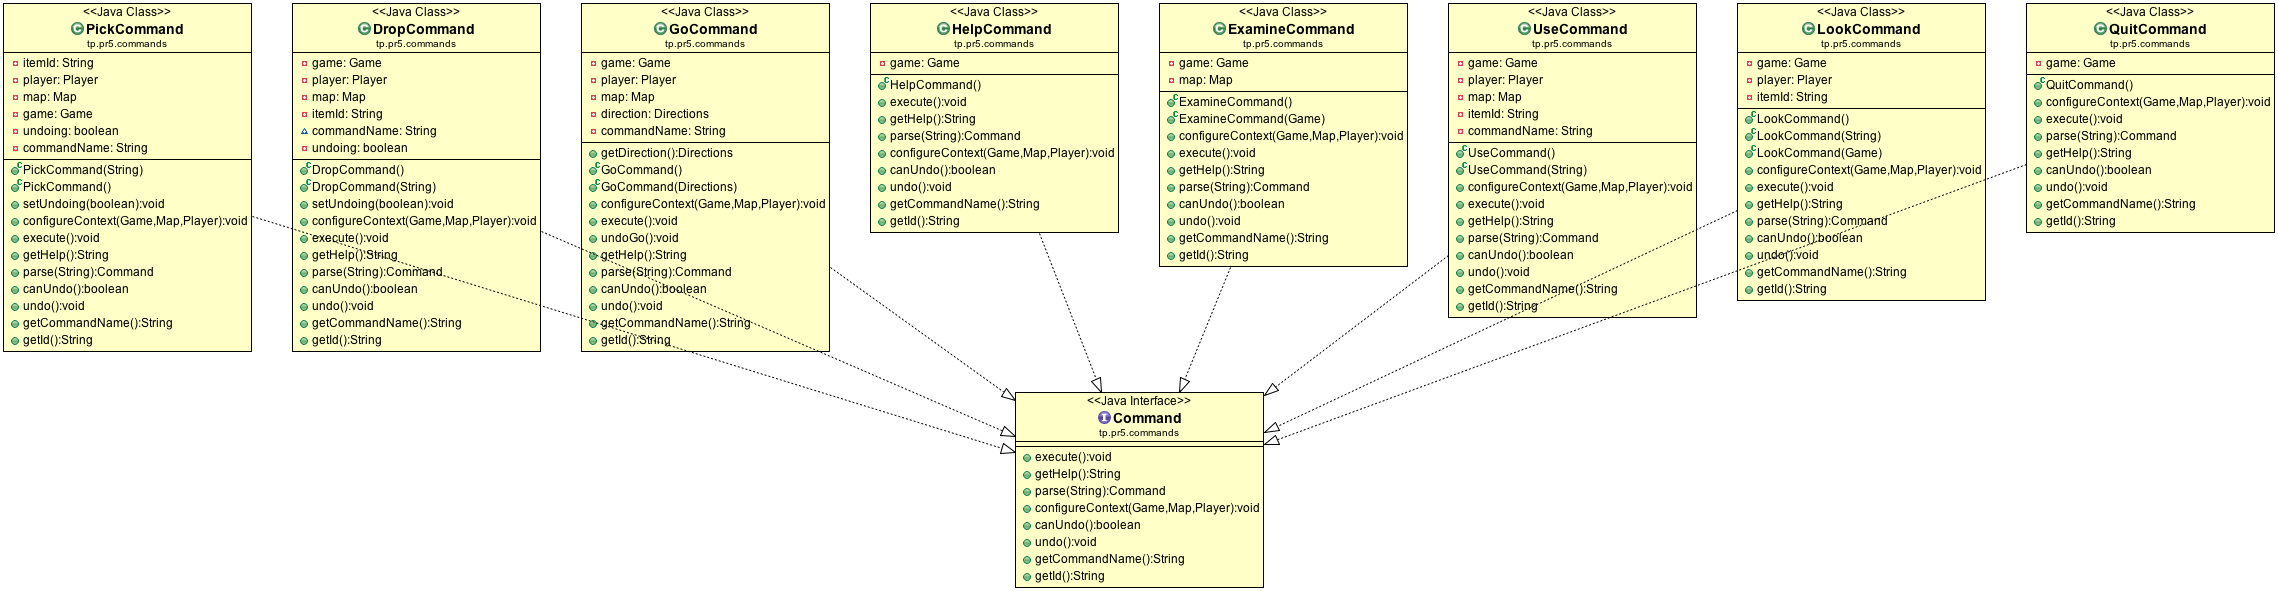 <<Java Class>>
PickCommand
tp.pr5.commands
itemId: String
player: Player
map: Map
game: Game
undoing: boolean
commandName: String
PickCommand(String)
PickCommand()
setUndoing(boolean):void
configureContext(Game,Map,Player):void
execute():void
getHelp():String
parse(String):Command
canUndo():boolean
undo():void
getCommandName():String
getId():String
<<Java Class>>
DropCommand
tp.pr5.commands
game: Game
player: Player
map: Map
itemId: String
commandName: String
undoing: boolean
DropCommand()
DropCommand(String)
setUndoing(boolean):void
configureContext(Game,Map,Player):void
execute():void
getHelp():String
parse(String):Command
canUndo():boolean
undo():void
getCommandName():String
getId():String
<<Java Class>>
GoCommand
tp.pr5.commands
game: Game
player: Player
map: Map
direction: Directions
commandName: String
getDirection():Directions
GoCommand()
GoCommand(Directions)
configureContext(Game,Map,Player):void
execute():void
undoGo():void
getHelp():String
parse(String):Command
canUndo():boolean
undo():void
getCommandName():String
getId():String
<<Java Class>>
HelpCommand
tp.pr5.commands
game: Game
HelpCommand()
execute():void
getHelp():String
parse(String):Command
configureContext(Game,Map,Player):void
canUndo():boolean
undo():void
getCommandName():String
getId():String
<<Java Class>>
ExamineCommand
tp.pr5.commands
game: Game
map: Map
ExamineCommand()
ExamineCommand(Game)
configureContext(Game,Map,Player):void
execute():void
getHelp():String
parse(String):Command
canUndo():boolean
undo():void
getCommandName():String
getId():String
<<Java Class>>
UseCommand
tp.pr5.commands
game: Game
player: Player
map: Map
itemId: String
commandName: String
UseCommand()
UseCommand(String)
configureContext(Game,Map,Player):void
execute():void
getHelp():String
parse(String):Command
canUndo():boolean
undo():void
getCommandName():String
getId():String
<<Java Class>>
LookCommand
tp.pr5.commands
game: Game
player: Player
itemId: String
LookCommand()
LookCommand(String)
LookCommand(Game)
configureContext(Game,Map,Player):void
execute():void
getHelp():String
parse(String):Command
canUndo():boolean
undo():void
getCommandName():String
getId():String
<<Java Class>>
QuitCommand
tp.pr5.commands
game: Game
QuitCommand()
configureContext(Game,Map,Player):void
execute():void
parse(String):Command
getHelp():String
canUndo():boolean
undo():void
getCommandName():String
getId():String
<<Java Interface>>
Command
tp.pr5.commands
execute():void
getHelp():String
parse(String):Command
configureContext(Game,Map,Player):void
canUndo():boolean
undo():void
getCommandName():String
getId():String